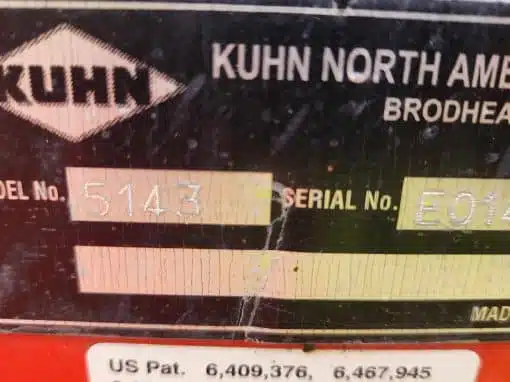 KUHN
KUHN NORTH AME
BRODHEA
DEL No. 5143 SERIAL No. E014
MAD
US Pat. 6,409,376, 6,467,945